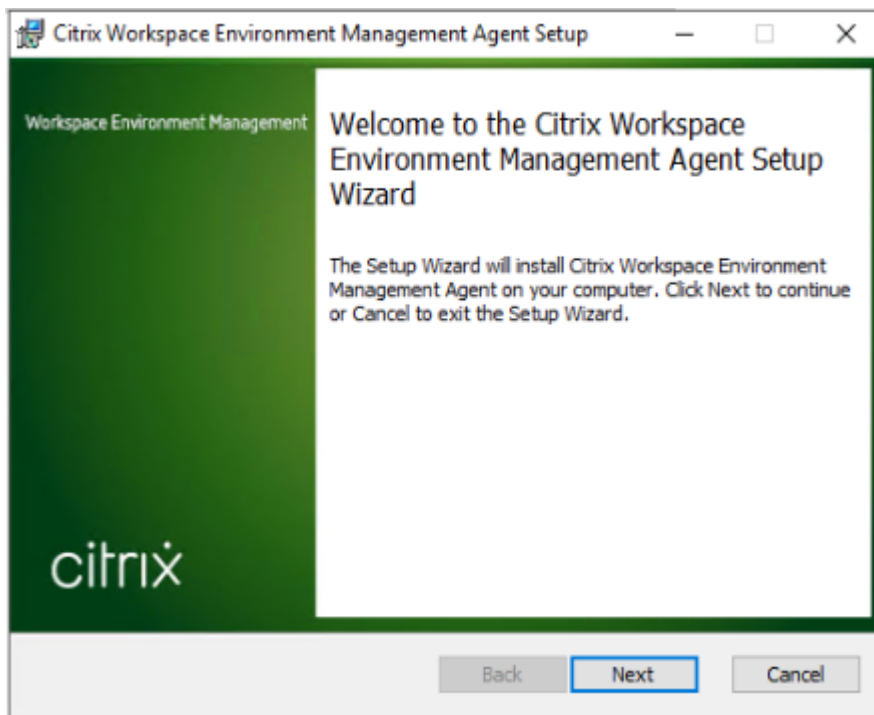 Citrix Workspace Environment Management Agent Setup
Workspace Environment Management
Welcome to the Citrix Workspace
Environment Management Agent Setup
Wizard
The Setup Wizard will install Citrix Workspace Environment
Management Agent on your computer. Click Next to continue
or Cancel to exit the Setup Wizard.
citrix
Back
Next
Cancel